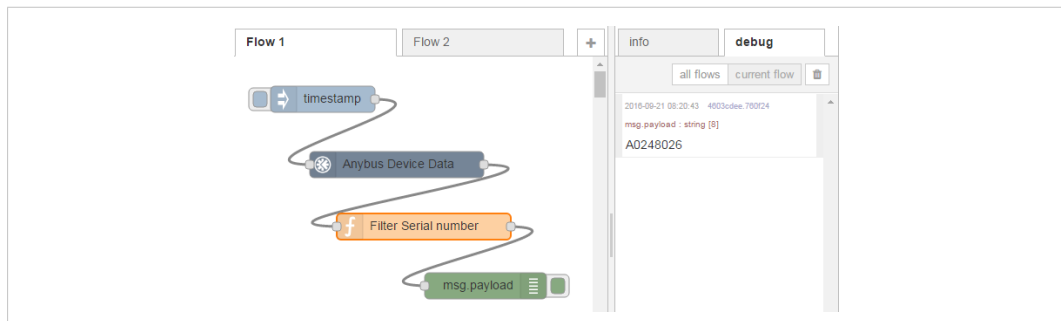 Flow 1
Flow 2
+
info
debug
all flows
current flow
timestamp
Anybus Device Data
Filter Serial number
msg.payload
2016-09-21 08:20:43 4603cdee.760f24
msg.payload : string [8]
A0248026